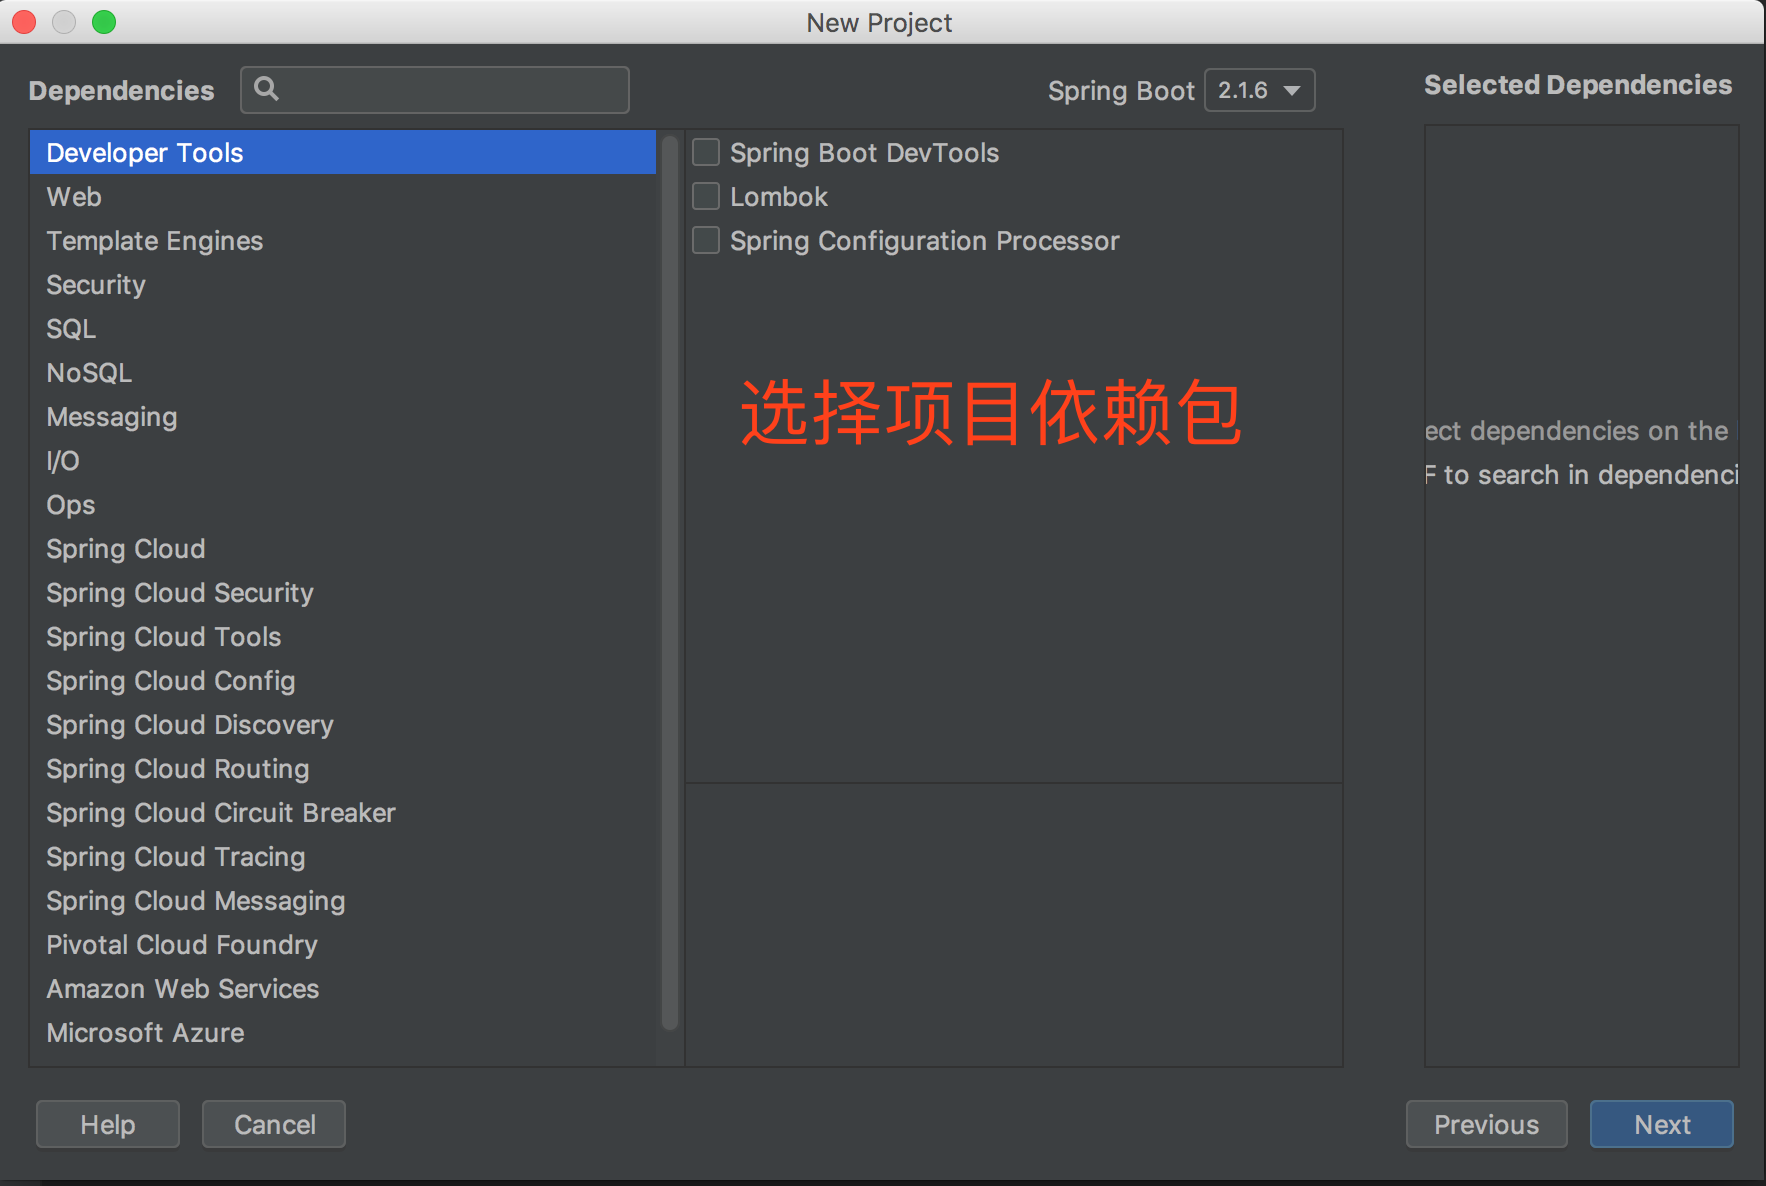 New Project
Dependencies
Spring Boot 2.1.6
Selected Dependencies
Developer Tools
Web
Template Engines
Security
SQL
NoSQL
Messaging
I/O
Ops
Spring Cloud
Spring Cloud Security
Spring Cloud Tools
Spring Cloud Config
Spring Cloud Discovery
Spring Cloud Routing
Spring Cloud Circuit Breaker
Spring Cloud Tracing
Spring Cloud Messaging
Pivotal Cloud Foundry
Amazon Web Services
Microsoft Azure
Spring Boot DevTools
Lombok
Spring Configuration Processor
选择项目依赖包
ect dependencies on the
F to search in dependenci
Help
Cancel
Previous
Next